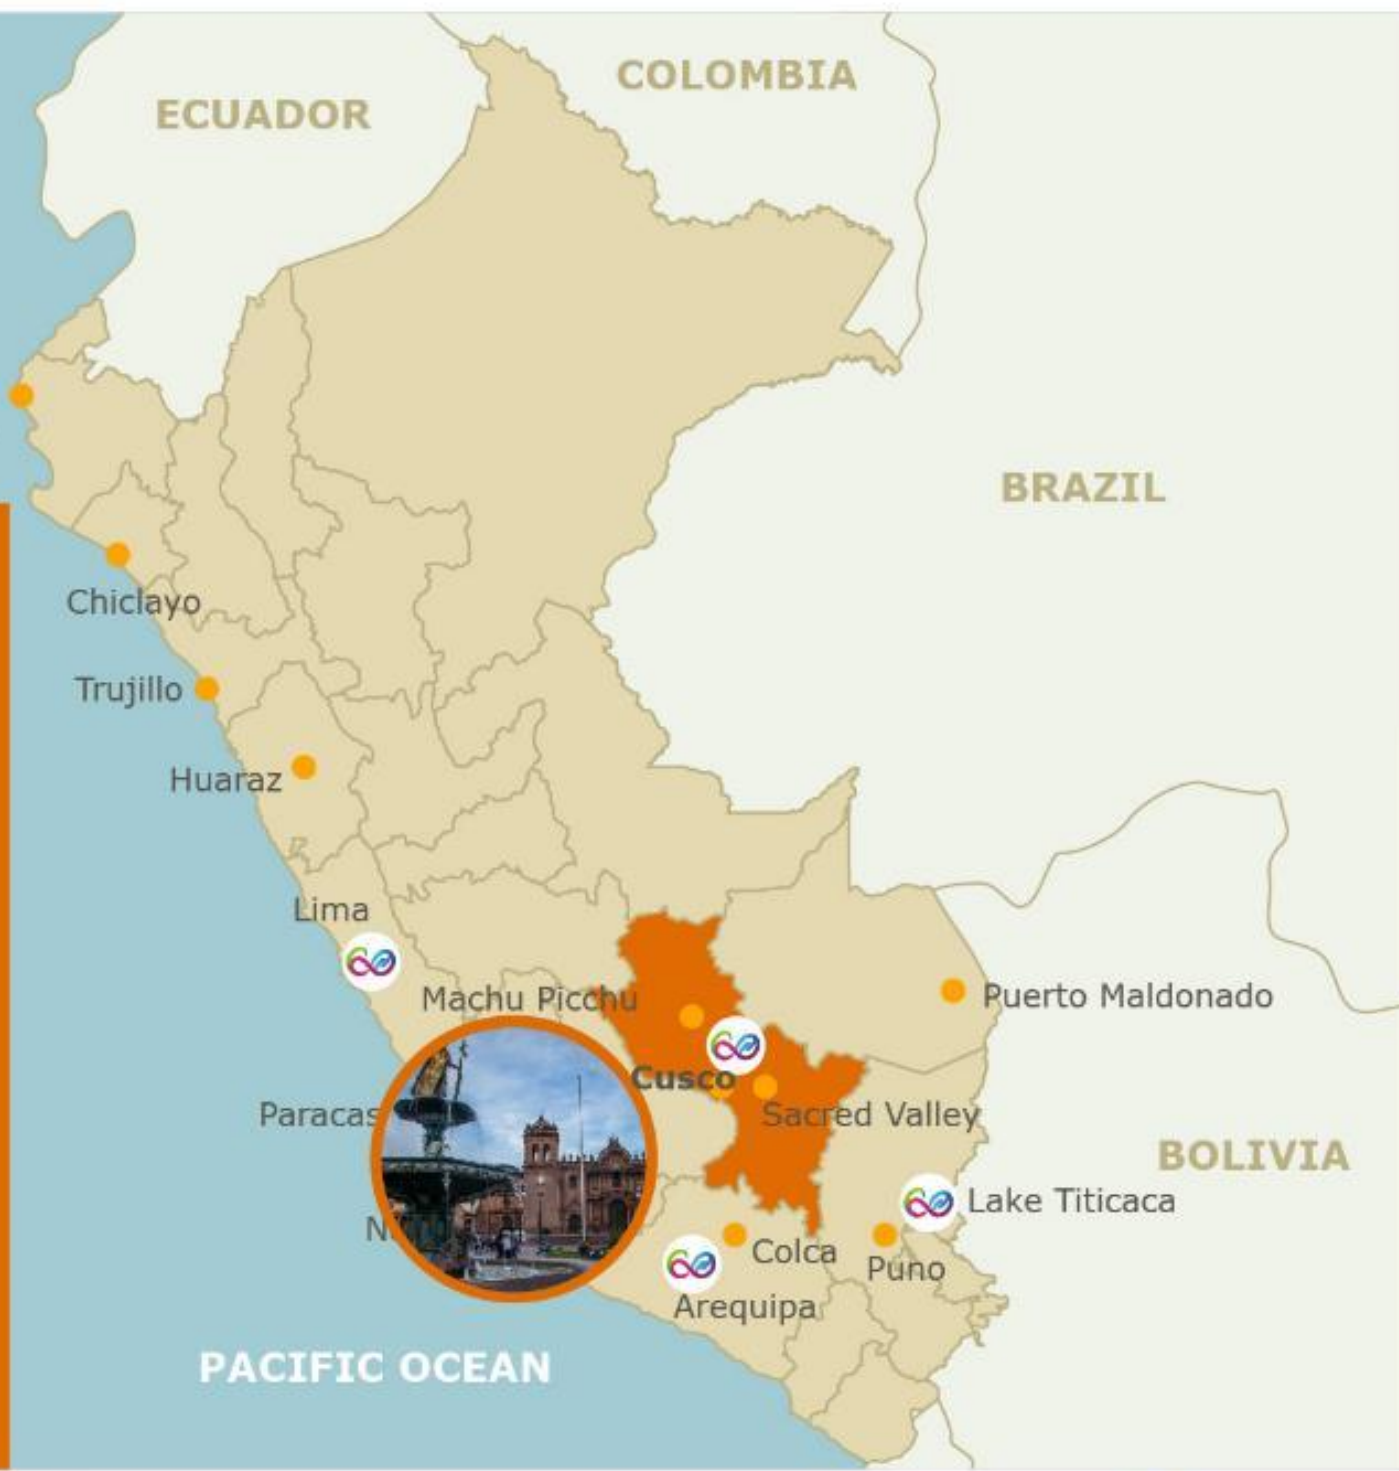 COLOMBIA
ECUADOR
BRAZIL
Chiclayo
Trujillo
Huaraz
Lima
Machu Picchu
Puerto Maldonado
Cusco
Paracas
Sacred Valley
BOLIVIA
Lake Titicaca
Colca
Puno
Arequipa
PACIFIC OCEAN